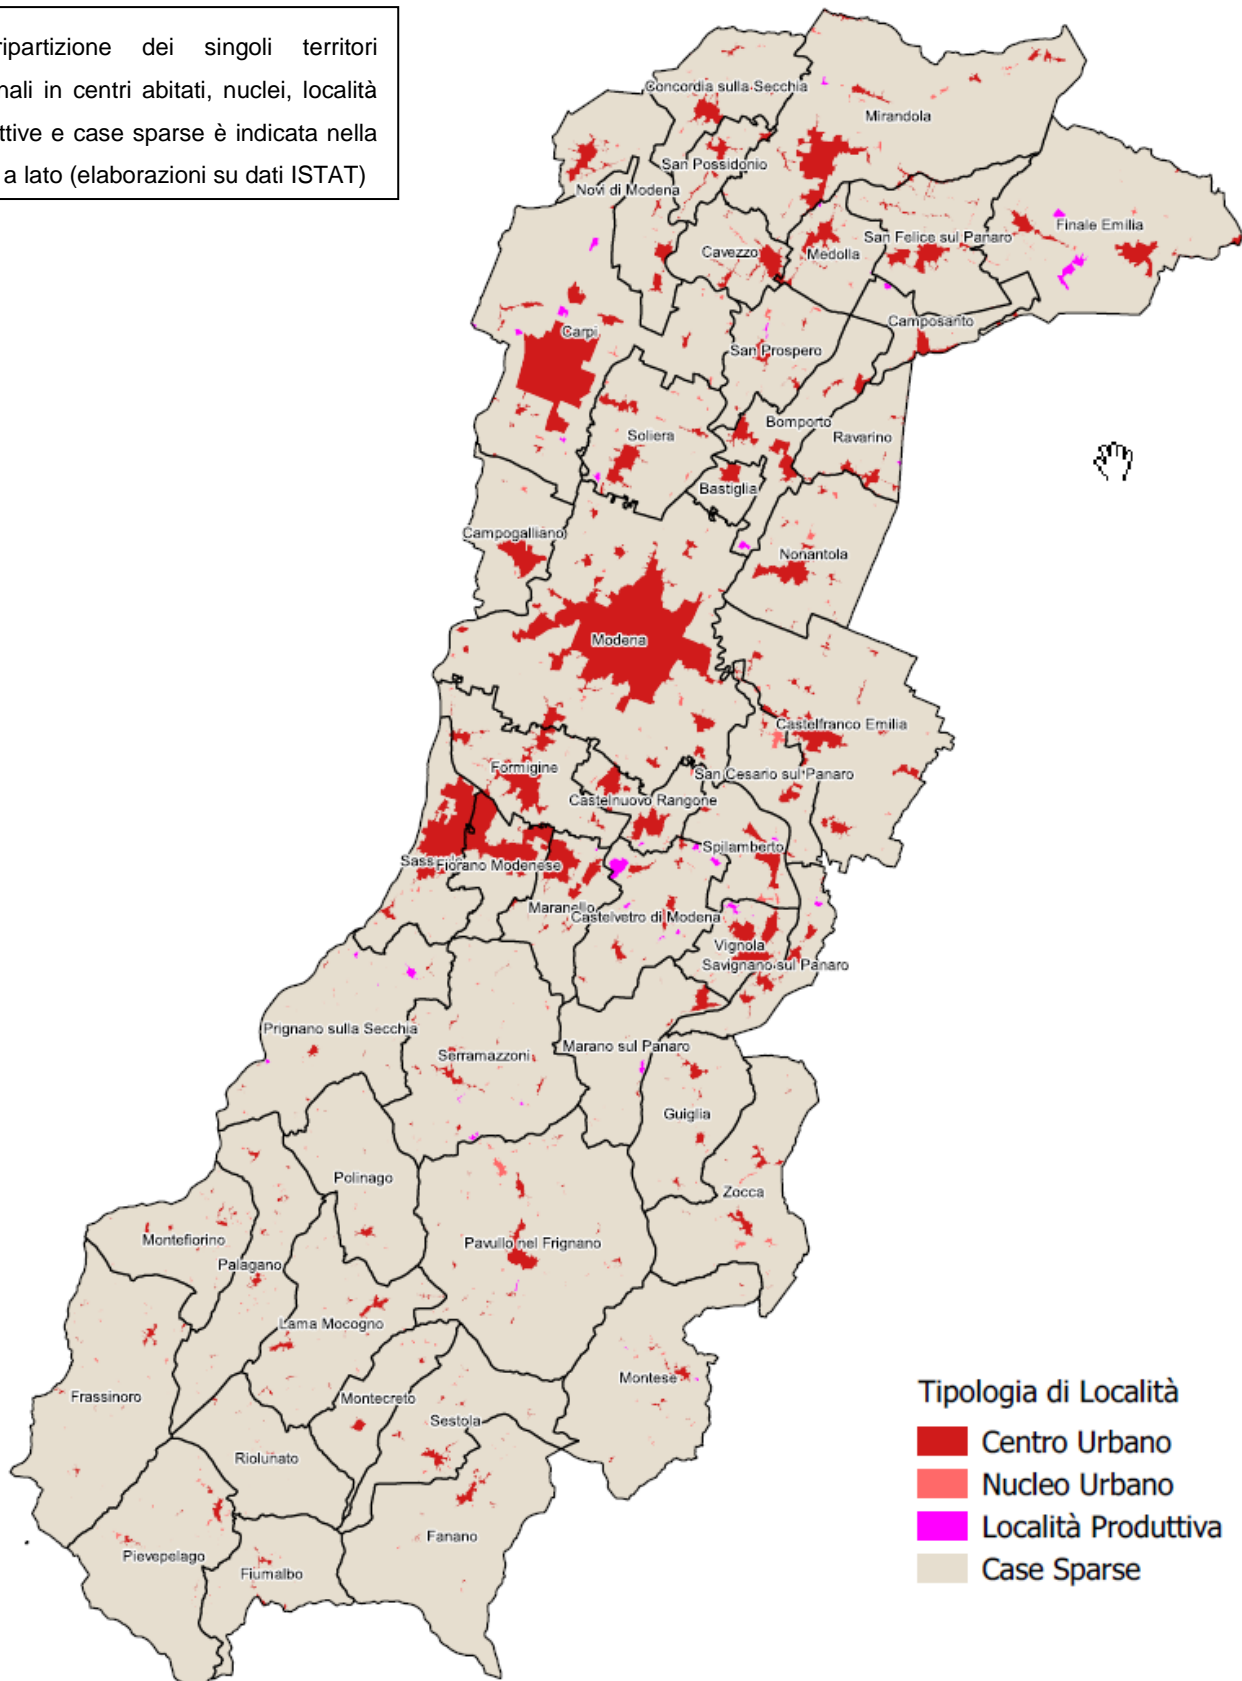 ripartizione dei singoli territori
nali in centri abitati, nuclei, località
ttive e case sparse è indicata nella
a lato (elaborazioni su dati ISTAT)
Concordia sulla Secchia
Mirandola
San Possidonio
Novi di Modena
Finale Emilia
San Felice sul Panaro
Cavezzo
Medolla
Camposanto
Carpi
San Prospero
Bomporto
Soliera
Ravarino
Bastiglia
Campogalliano
Nonantola
Modena
Castelfranco Emilia
Formigine
San Cesario sul Panaro
Castelnuovo Rangone
Spilamberto
Fiorano Modenese
Maranello
Castelvetro di Modena
Vignola
Savignano sul Panaro
Prignano sulla Secchia
Marano sul Panaro
Serramazzoni
Guiglia
Polinago
Zocca
Montefiorino
Pavullo nel Frignano
Palagano
Lama Mocogno
Montese
Frassinoro
Montecreto
Sestola
Riolunato
Fanano
Pievepelago
Fiumalbo
Tipologia di Località
Centro Urbano
Nucleo Urbano
Località Produttiva
Case Sparse